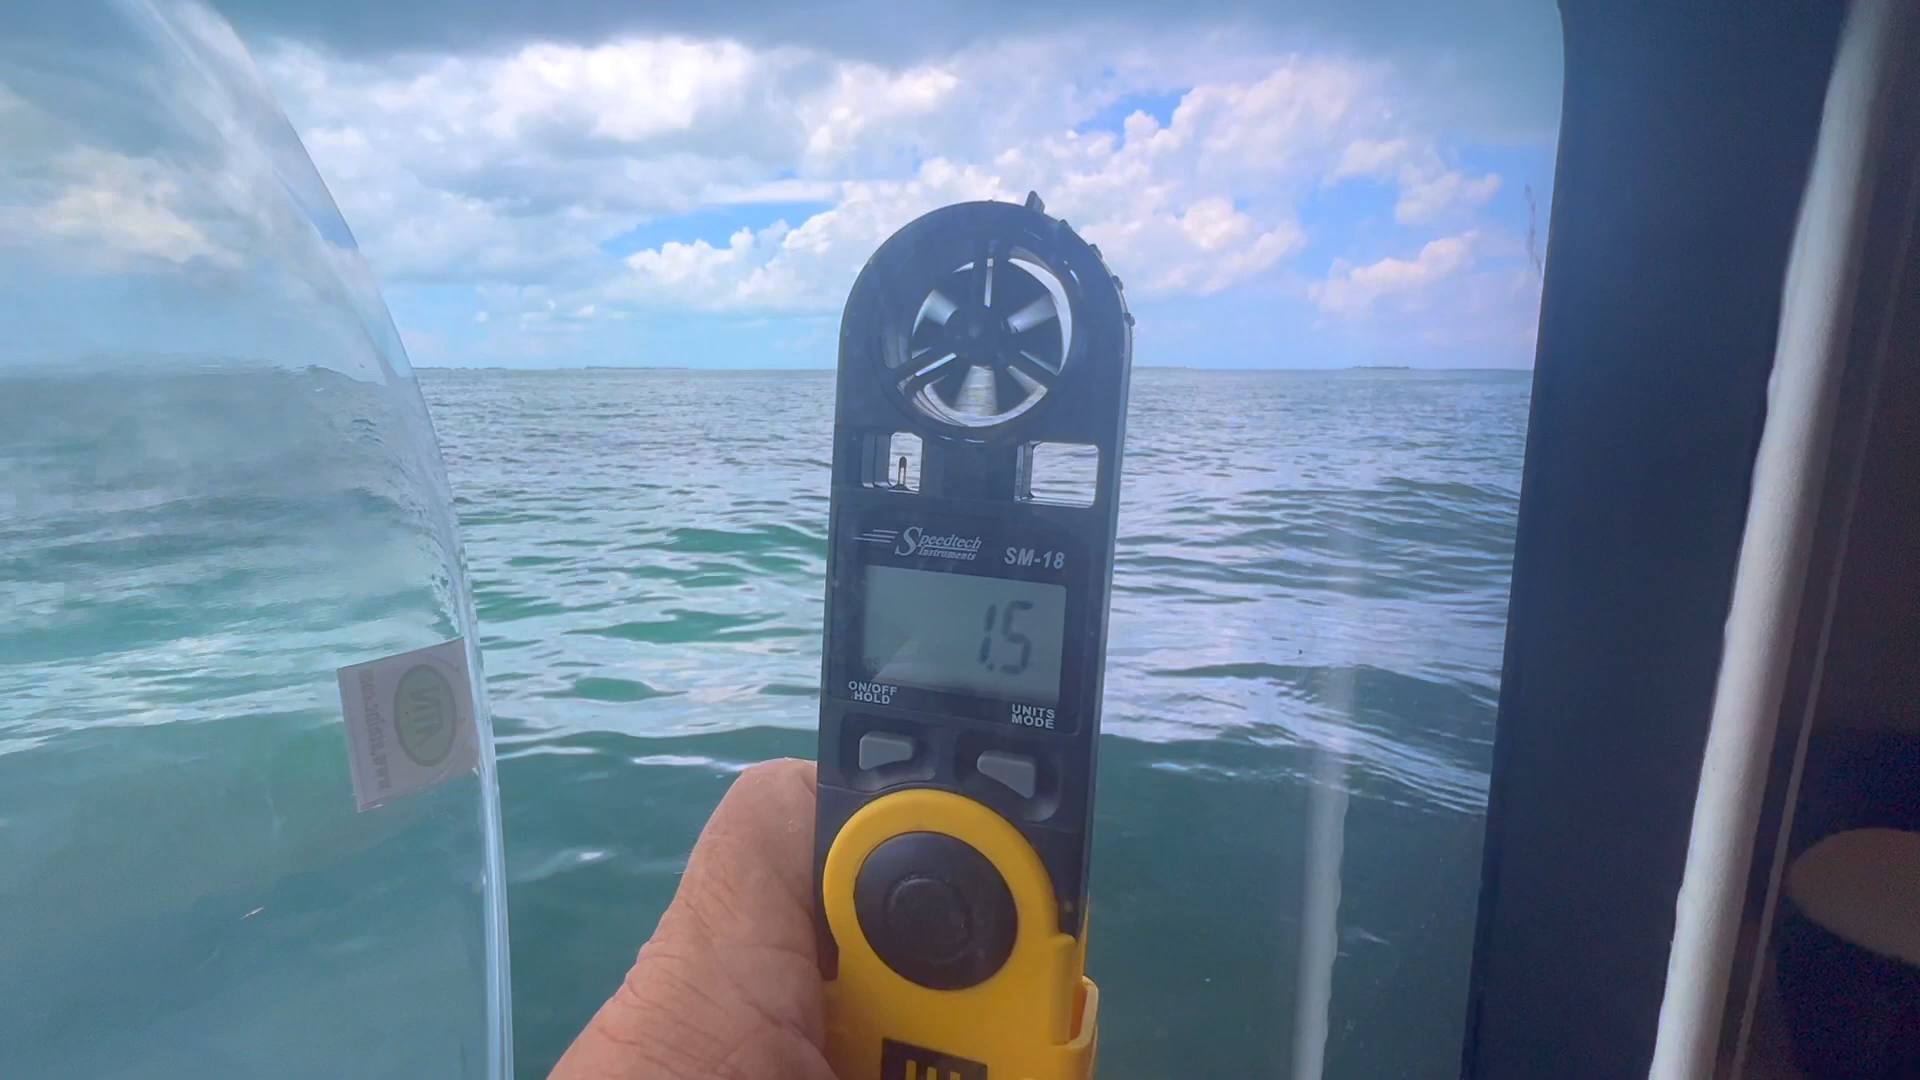 Speedtech
Instruments
SM-18
1.5
ON/OFF
HOLD
UNITS
MODE